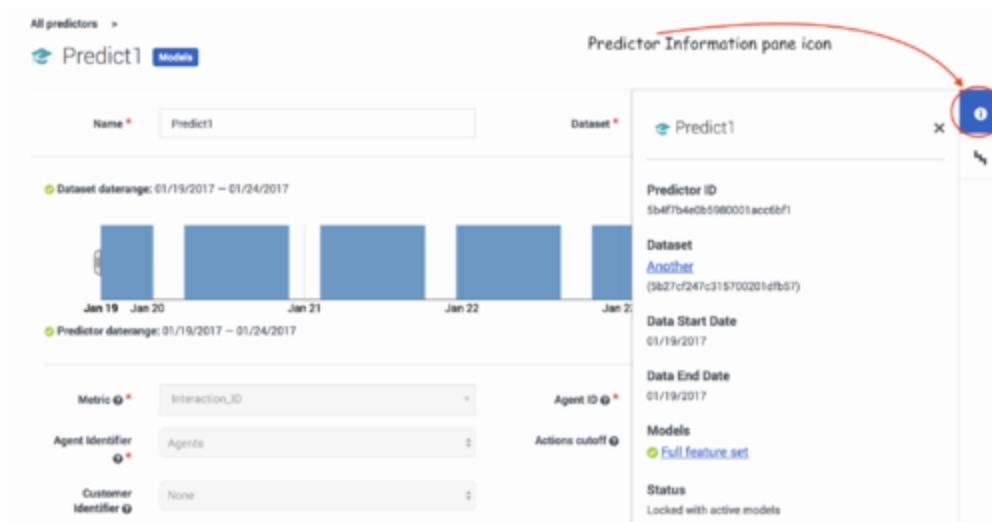 All predictors >
Predict1 Models
Predictor Information pane icon
Name * Predict1 Dataset *
Dataset daterange: 01/19/2017 – 01/24/2017
Jan 19 Jan 20 Jan 21 Jan 22
Predictor daterange: 01/19/2017 – 01/24/2017
Metric * Interaction_ID Agent ID *
Agent Identifier * Agents Actions cutoff
Customer Identifier None
Predict1 ×
Predictor ID
5b4f7b4e0b5980001acc6bf1
Dataset
Another
(5b27cf247c315700201dfb57)
Data Start Date
01/19/2017
Data End Date
01/19/2017
Models
Full feature set
Status
Locked with active models